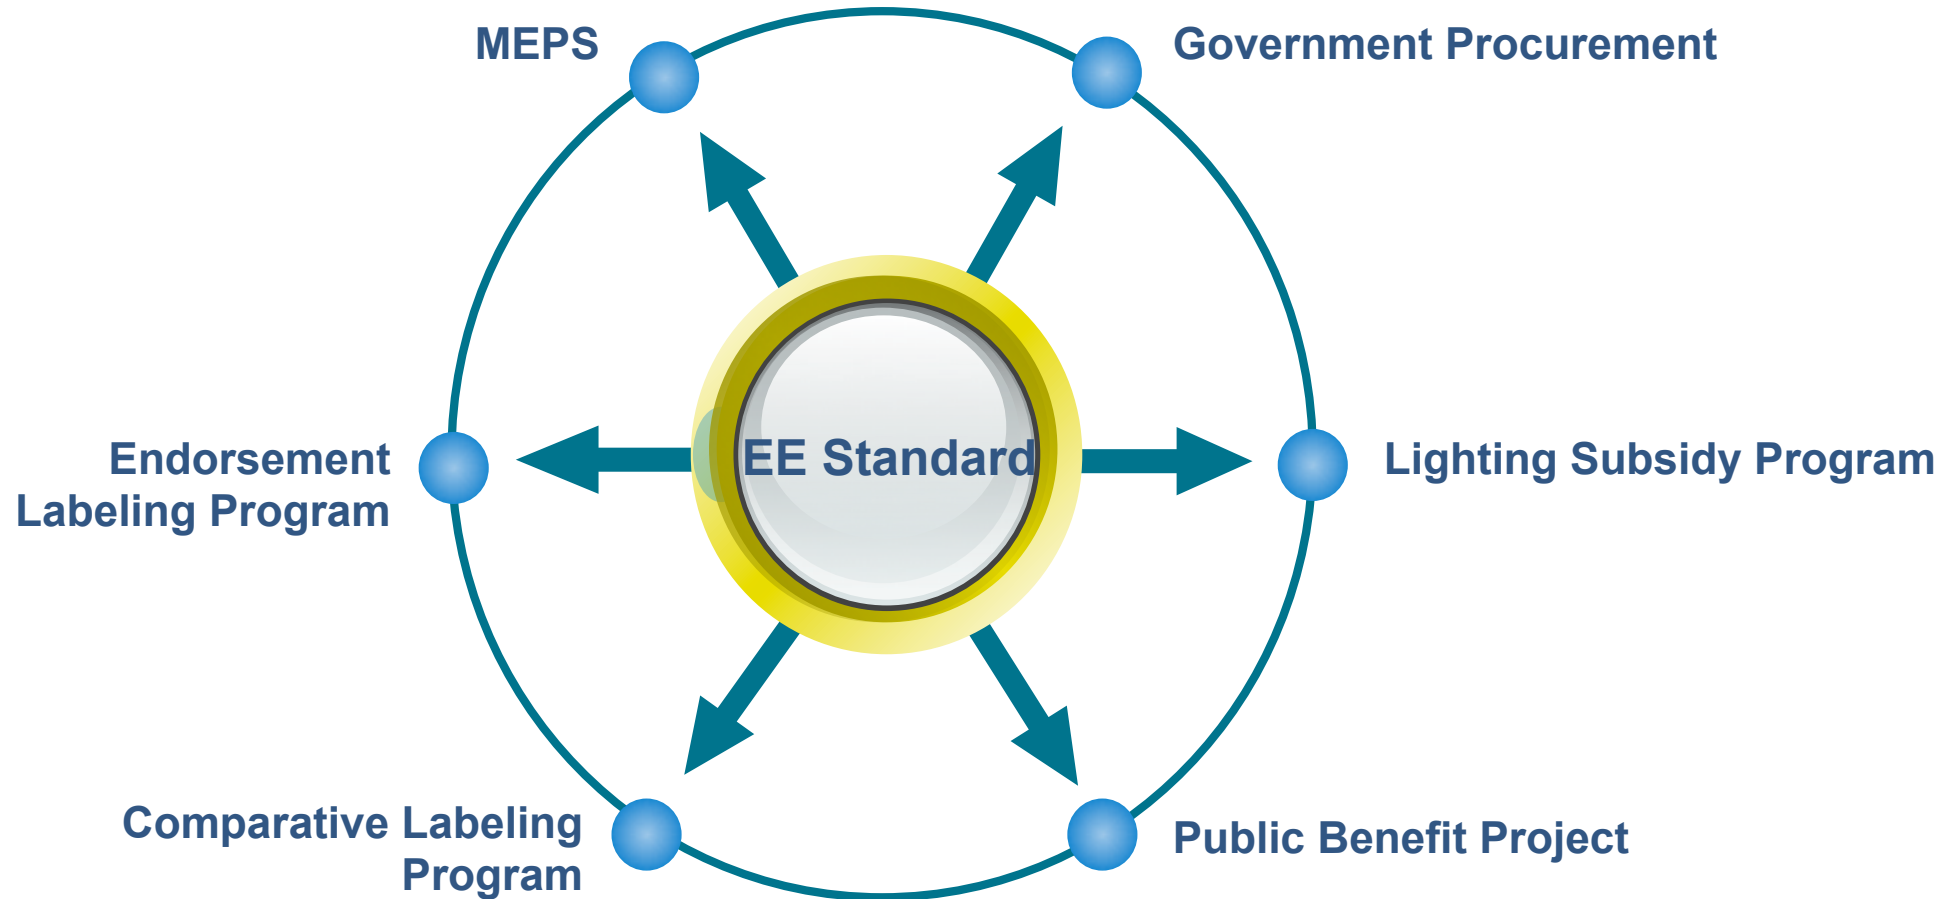 MEPS
Government Procurement
Endorsement
Labeling Program
EE Standard
Lighting Subsidy Program
Comparative Labeling
Program
Public Benefit Project